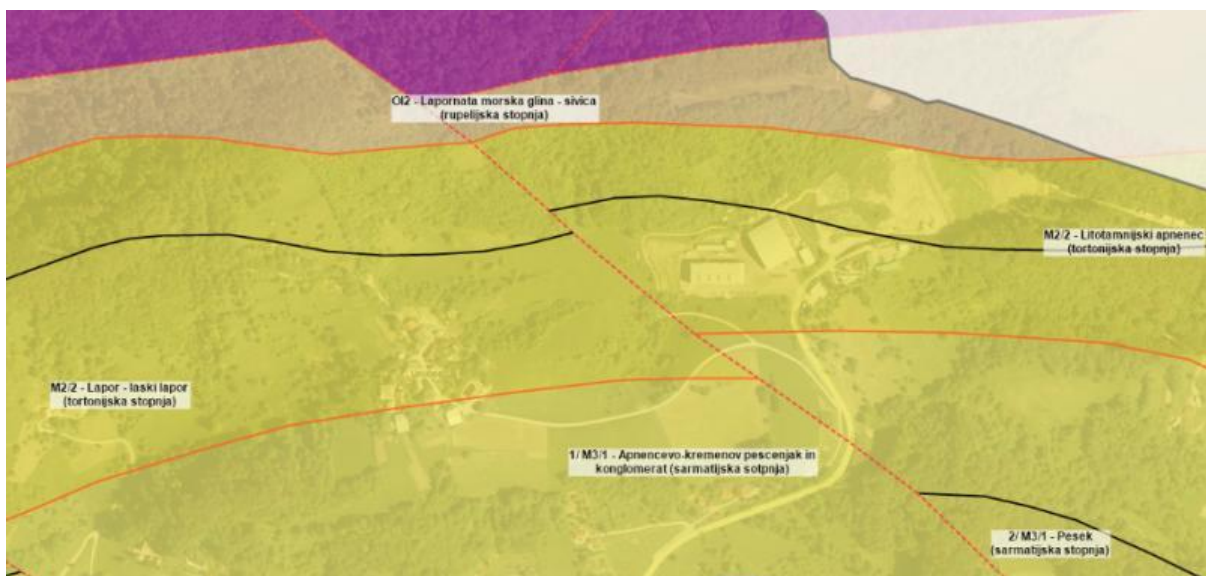 Ol2 - Lapornata morska glina - sivica
(rupelijska stopnja)
M2/2 - Litotamnijski apnenec
(tortonijska stopnja)
M2/2 - Lapor - laski lapor
(tortonijska stopnja)
1/ M3/1 - Apnencevo-kremenov pescenjak in
konglomerat (sarmatijska sotpnja)
2/ M3/1 - Pesek
(sarmatijska stopnja)